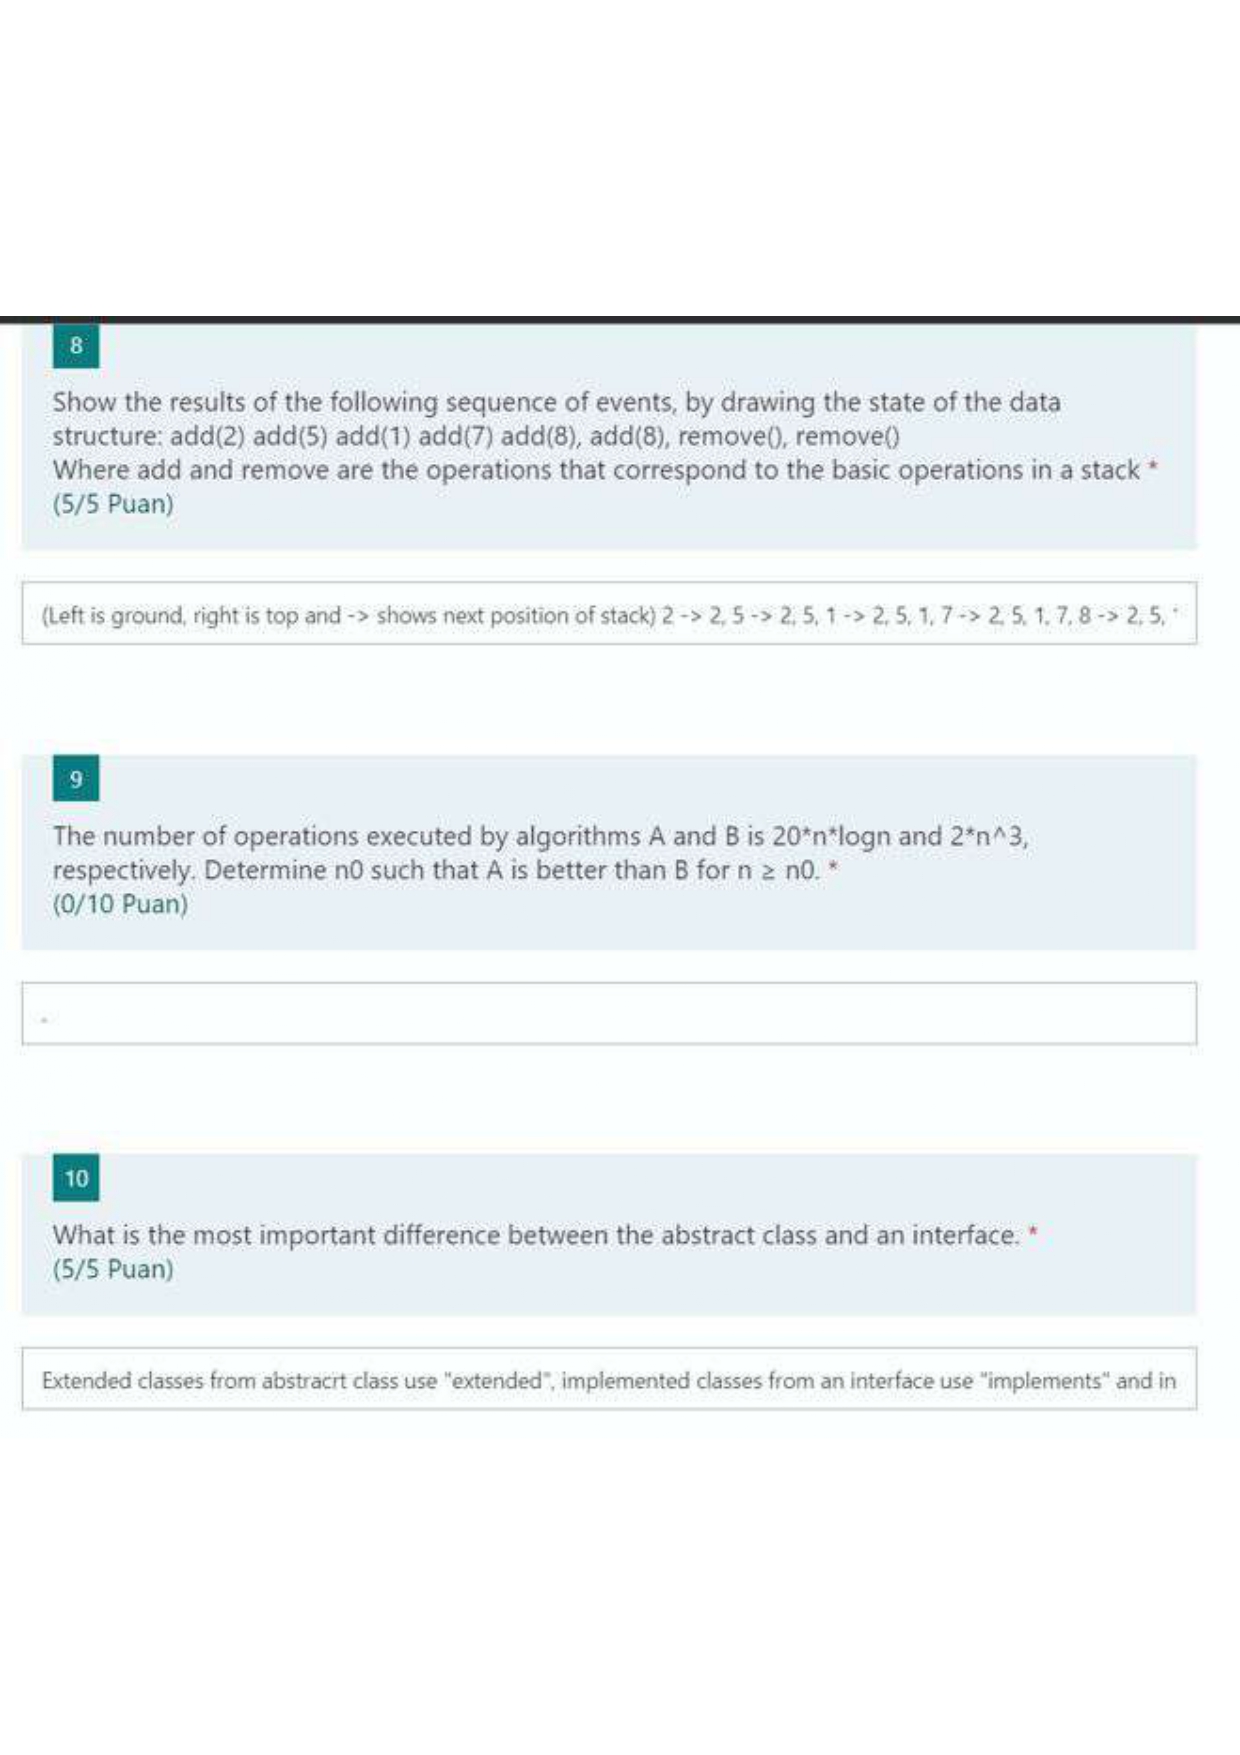 8
Show the results of the following sequence of events, by drawing the state of the data
structure: add(2) add(5) add(1) add(7) add(8), add(8), remove(), remove()
Where add and remove are the operations that correspond to the basic operations in a stack *
(5/5 Puan)
(Left is ground, right is top and -> shows next position of stack) 2 -> 2, 5 -> 2, 5, 1 -> 2, 5, 1, 7 -> 2, 5, 1, 7, 8 -> 2, 5,
9
The number of operations executed by algorithms A and B is 20*n*logn and 2*n^3,
respectively. Determine n0 such that A is better than B for n ≥ n0. *
(0/10 Puan)
.
10
What is the most important difference between the abstract class and an interface. *
(5/5 Puan)
Extended classes from abstracrt class use "extended", implemented classes from an interface use "implements" and in